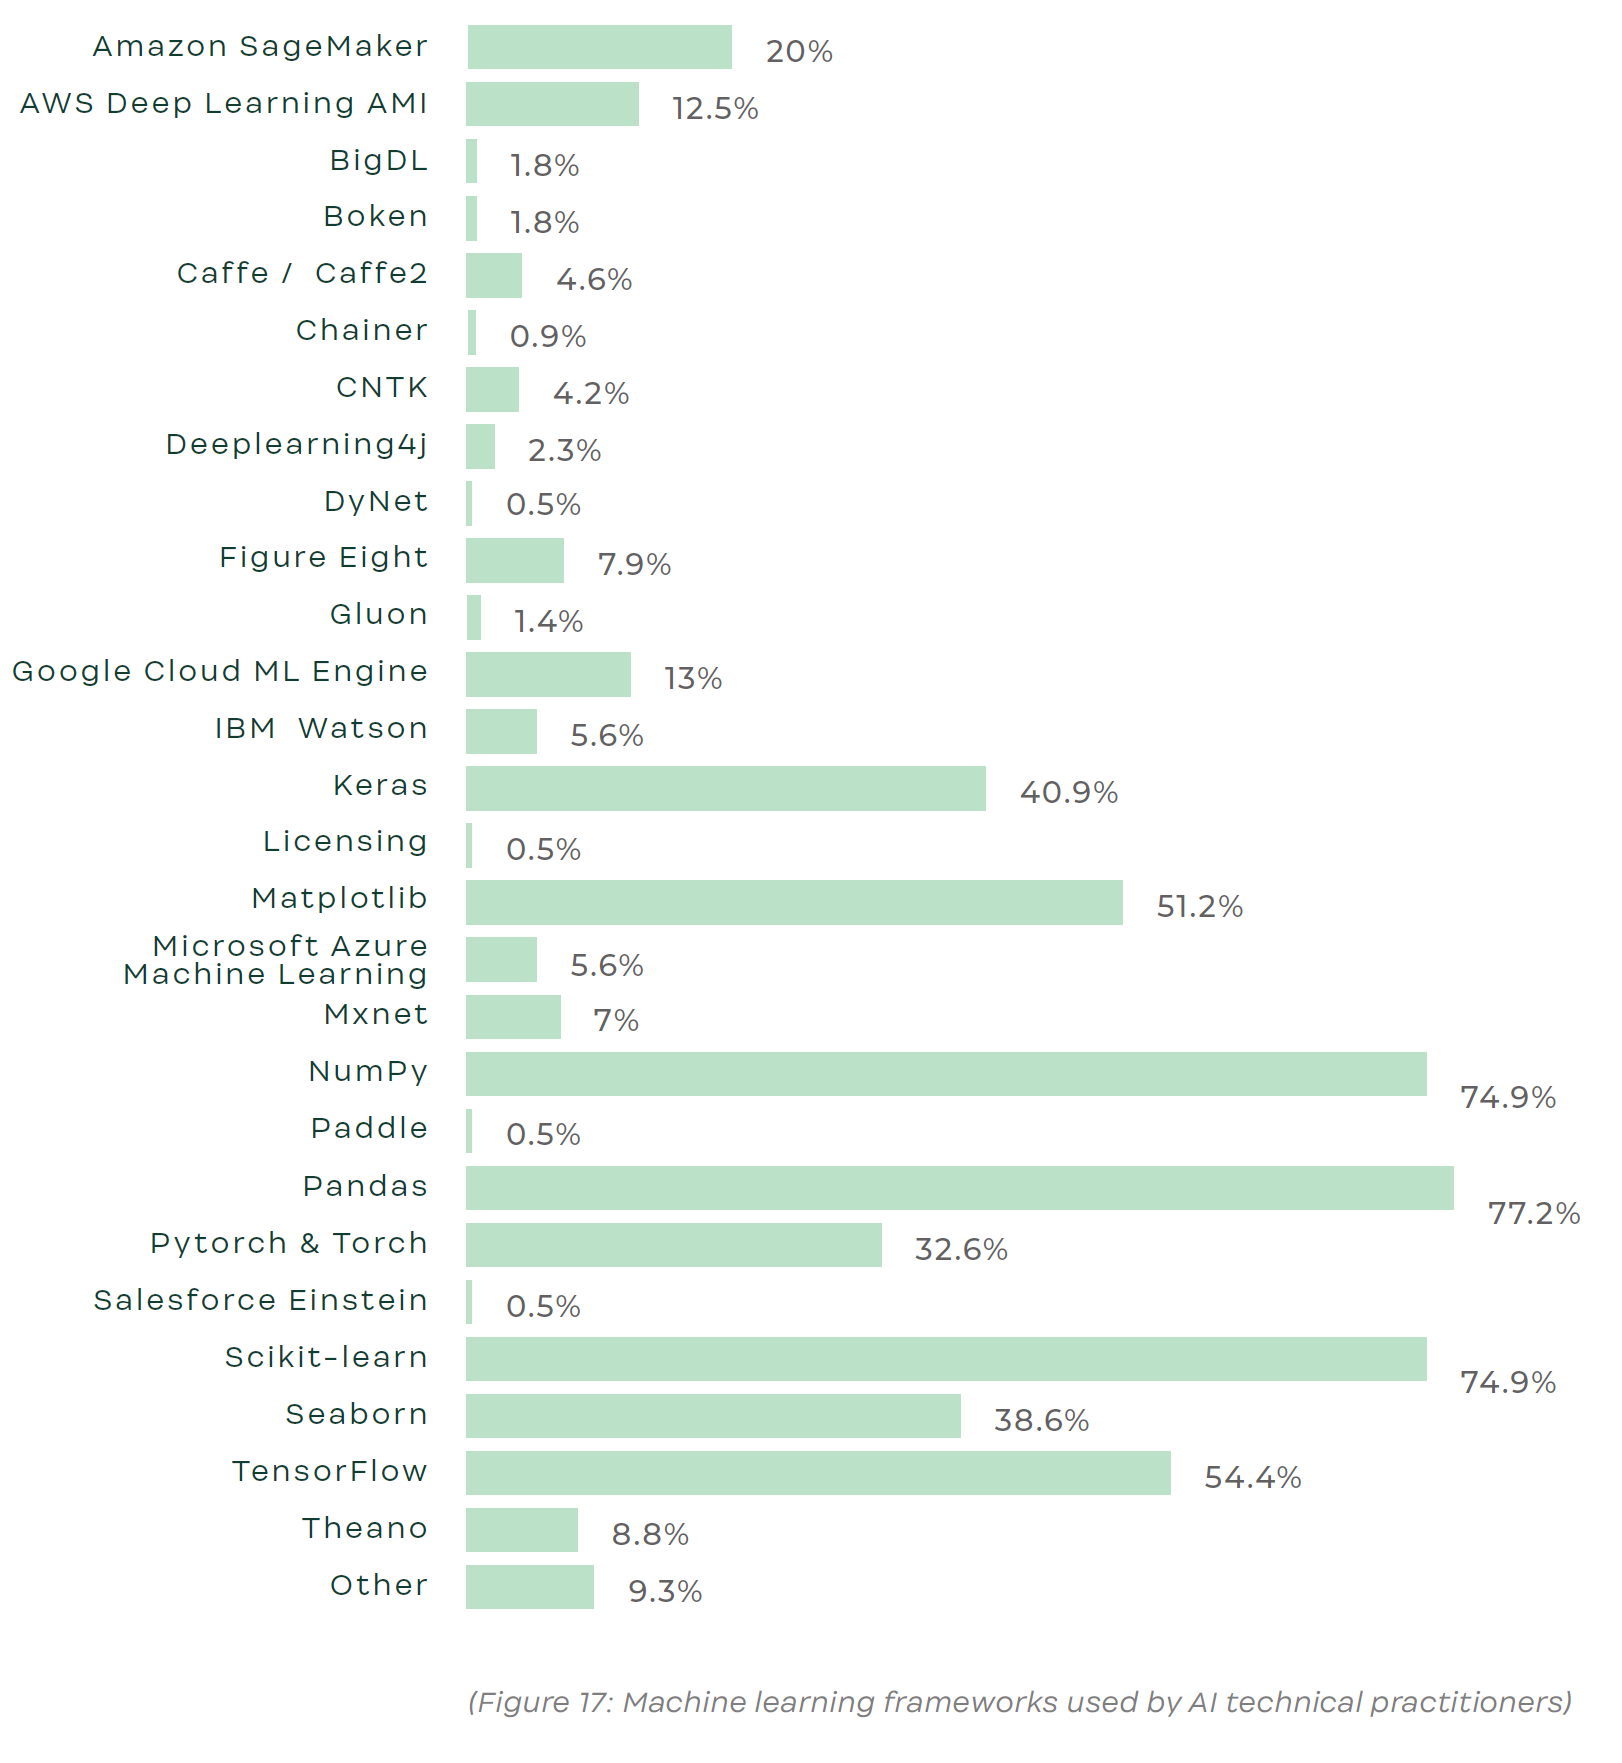 Amazon SageMaker 20%
AWS Deep Learning AMI 12.5%
BigDL 1.8%
Boken 1.8%
Caffe / Caffe2 4.6%
Chainer 0.9%
CNTK 4.2%
Deeplearning4j 2.3%
DyNet 0.5%
Figure Eight 7.9%
Gluon 1.4%
Google Cloud ML Engine 13%
IBM Watson 5.6%
Keras 40.9%
Licensing 0.5%
Matplotlib 51.2%
Microsoft Azure
Machine Learning 5.6%
Mxnet 7%
NumPy 74.9%
Paddle 0.5%
Pandas 77.2%
Pytorch & Torch 32.6%
Salesforce Einstein 0.5%
Scikit-learn 74.9%
Seaborn 38.6%
TensorFlow 54.4%
Theano 8.8%
Other 9.3%
(Figure 17: Machine learning frameworks used by AI technical practitioners)